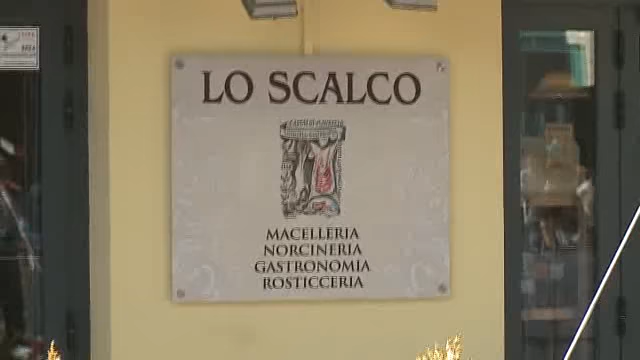 LO SCALCO
MACELLERIA
NORCINERIA
GASTRONOMIA
ROSTICCERIA